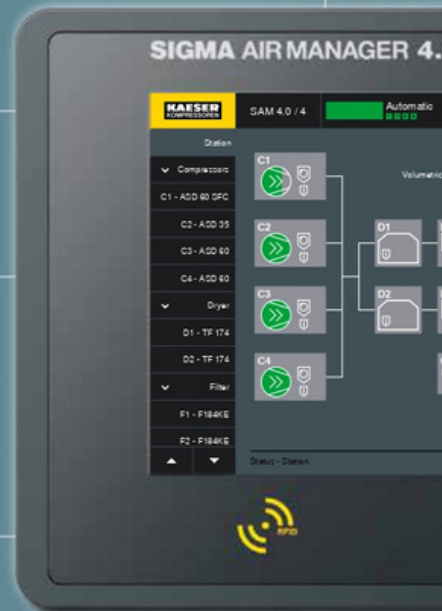 SIGMA AIR MANAGER 4.
KAESER
KOMPRESSOREN
SAM 4.0 / 4
Automatic
Station
Compressors
C1 - ASD 60 SFC
C2 - ASD 35
C3 - ASD 60
C4 - ASD 60
Dryer
D1 - TF 174
D2 - TF 174
Filter
F1 - F184KE
F2 - F184KE
C1
C2
C3
C4
D1
D2
Volumetric
Status - Station
RFID